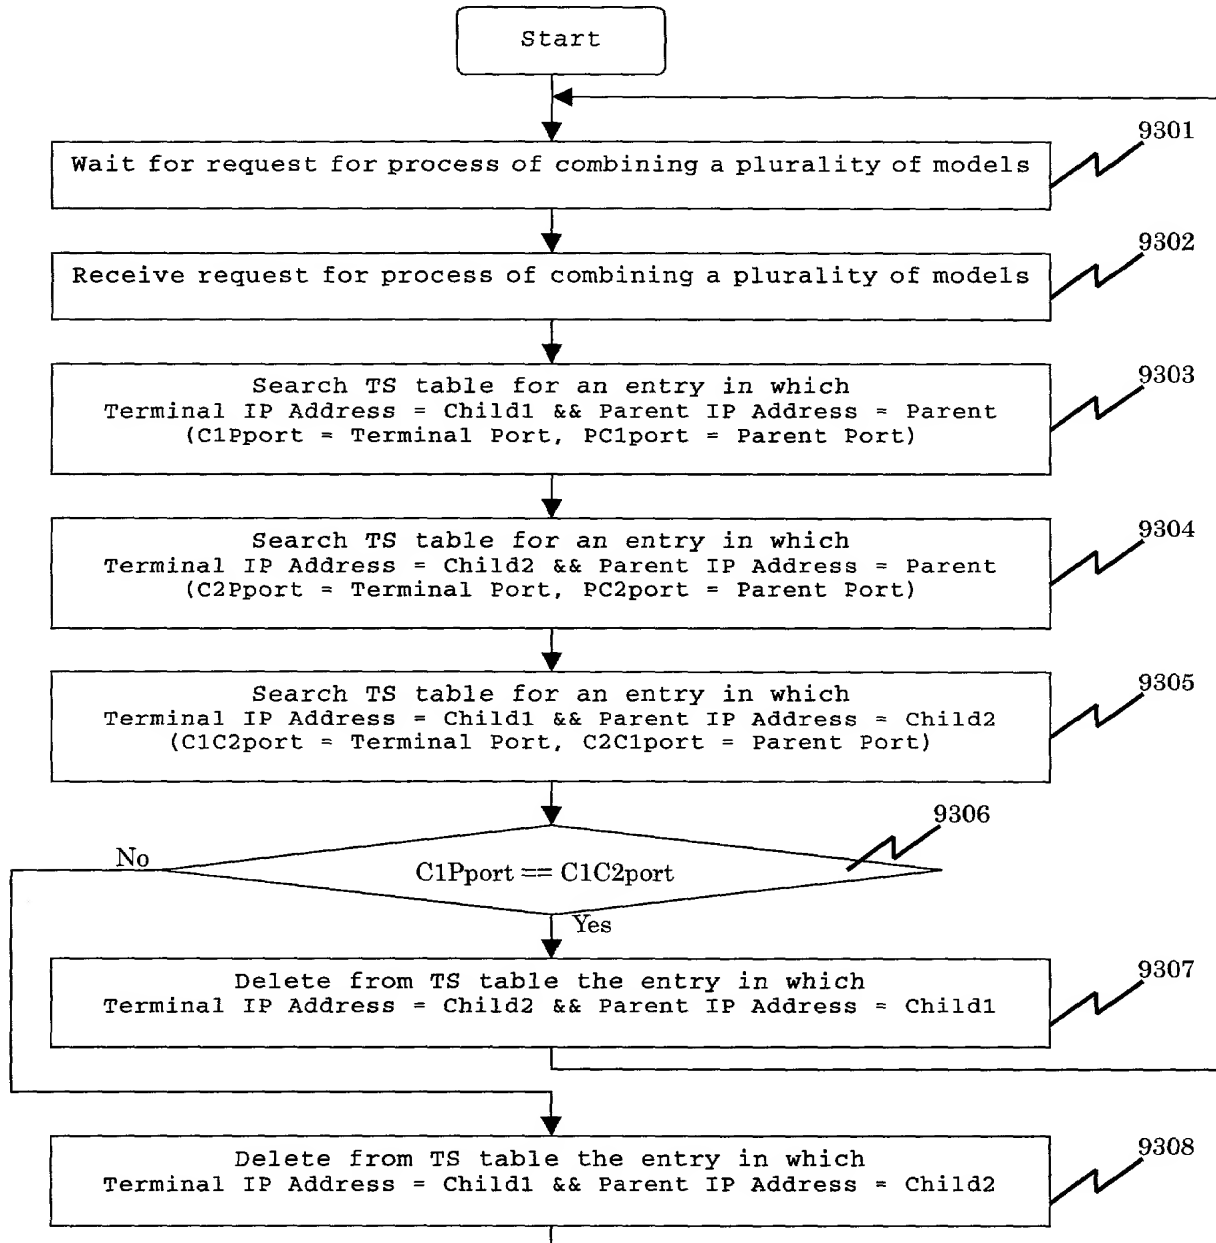 Start
9301
Wait for request for process of combining a plurality of models
9302
Receive request for process of combining a plurality of models
9303
Search TS table for an entry in which
Terminal IP Address = Child1 && Parent IP Address = Parent
(C1Pport = Terminal Port, PC1port = Parent Port)
9304
Search TS table for an entry in which
Terminal IP Address = Child2 && Parent IP Address = Parent
(C2Pport = Terminal Port, PC2port = Parent Port)
9305
Search TS table for an entry in which
Terminal IP Address = Child1 && Parent IP Address = Child2
(C1C2port = Terminal Port, C2C1port = Parent Port)
9306
No
C1Pport == C1C2port
Yes
9307
Delete from TS table the entry in which
Terminal IP Address = Child2 && Parent IP Address = Child1
9308
Delete from TS table the entry in which
Terminal IP Address = Child1 && Parent IP Address = Child2